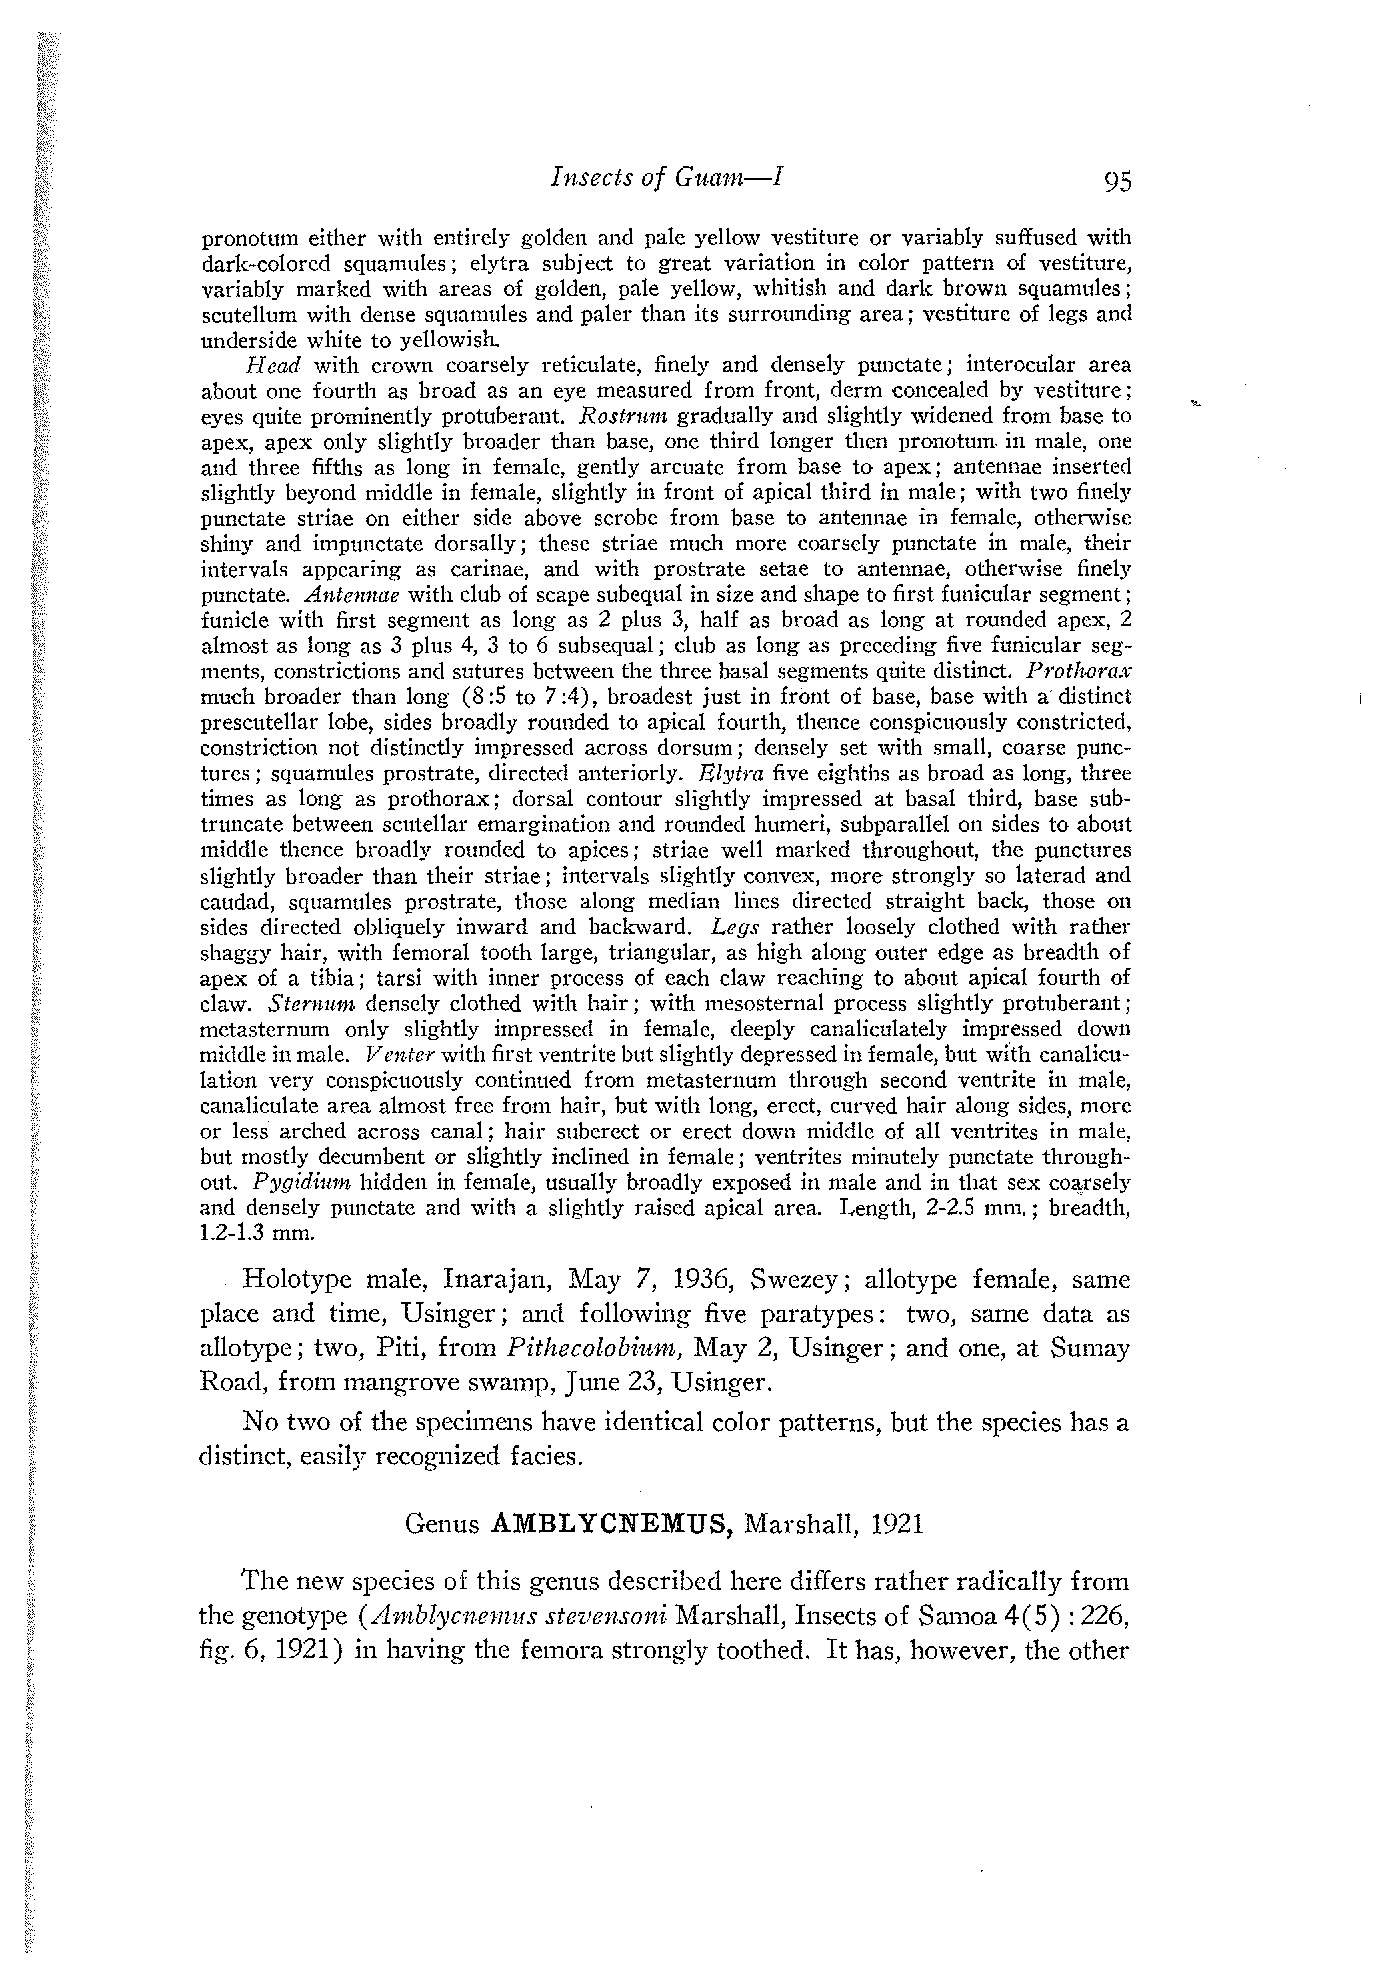 Insects of Guam—I 95
pronotum either with entirely golden and pale yellow vestiture or variably suffused with
dark-colored squamules; elytra subject to great variation in color pattern of vestiture,
variably marked with areas of golden, pale yellow, whitish and dark brown squamules;
scutellum with dense squamules and paler than its surrounding area; vestiture of legs and
underside white to yellowish.
Head with crown coarsely reticulate, finely and densely punctate; interocular area
about one fourth as broad as an eye measured from front, derm concealed by vestiture;
eyes quite prominently protuberant. Rostrum gradually and slightly widened from base to
apex, apex only slightly broader than base, one third longer then pronotum in male, one
and three fifths as long in female, gently arcuate from base to apex; antennae inserted
slightly beyond middle in female, slightly in front of apical third in male; with two finely
punctate striae on either side above scrobe from base to antennae in female, otherwise
shiny and impunctate dorsally; these striae much more coarsely punctate in male, their
intervals appearing as carinae, and with prostrate setae to antennae, otherwise finely
punctate. Antennae with club of scape subequal in size and shape to first funicular segment;
funicle with first segment as long as 2 plus 3, half as broad as long at rounded apex, 2
almost as long as 3 plus 4, 3 to 6 subsequal; club as long as preceding five funicular seg-
ments, constrictions and sutures between the three basal segments quite distinct. Prothorax
much broader than long (8:5 to 7:4), broadest just in front of base, base with a distinct
prescutellar lobe, sides broadly rounded to apical fourth, thence conspicuously constricted,
constriction not distinctly impressed across dorsum; densely set with small, coarse punc-
tures; squamules prostrate, directed anteriorly. Elytra five eighths as broad as long, three
times as long as prothorax; dorsal contour slightly impressed at basal third, base sub-
truncate between scutellar emargination and rounded humeri, subparallel on sides to about
middle thence broadly rounded to apices; striae well marked throughout, the punctures
slightly broader than their striae; intervals slightly convex, more strongly so laterad and
caudad, squamules prostrate, those along median lines directed straight back, those on
sides directed obliquely inward and backward. Legs rather loosely clothed with rather
shaggy hair, with femoral tooth large, triangular, as high along outer edge as breadth of
apex of a tibia; tarsi with inner process of each claw reaching to about apical fourth of
claw. Sternum densely clothed with hair; with mesosternal process slightly protuberant;
metasternum only slightly impressed in female, deeply canaliculately impressed down
middle in male. Venter with first ventrite but slightly depressed in female, but with canalicu-
lation very conspicuously continued from metasternum through second ventrite in male,
canaliculate area almost free from hair, but with long, erect, curved hair along sides, more
or less arched across canal; hair suberect or erect down middle of all ventrites in male,
but mostly decumbent or slightly inclined in female; ventrites minutely punctate through-
out. Pygidium hidden in female, usually broadly exposed in male and in that sex coarsely
and densely punctate and with a slightly raised apical area. Length, 2-2.5 mm.; breadth,
1.2-1.3 mm.
Holotype male, Inarajan, May 7, 1936, Swezey; allotype female, same
place and time, Usinger; and following five paratypes: two, same data as
allotype; two, Piti, from Pithecolobium, May 2, Usinger; and one, at Sumay
Road, from mangrove swamp, June 23, Usinger.
No two of the specimens have identical color patterns, but the species has a
distinct, easily recognized facies.
Genus AMBLYCNEMUS, Marshall, 1921
The new species of this genus described here differs rather radically from
the genotype (Amblycnemus stevensoni Marshall, Insects of Samoa 4(5) :226,
fig. 6, 1921) in having the femora strongly toothed. It has, however, the other